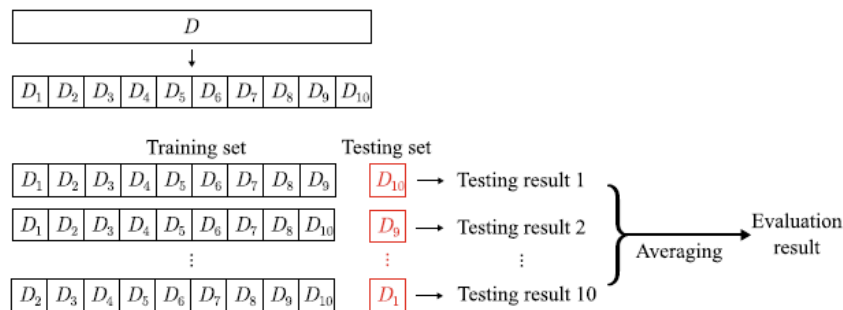 D
D₁ D₂ D₃ D₄ D₅ D₆ D₇ D₈ D₉ D₁₀
Training set Testing set
D₁ D₂ D₃ D₄ D₅ D₆ D₇ D₈ D₉ D₁₀ → Testing result 1
D₁ D₂ D₃ D₄ D₅ D₆ D₇ D₈ D₁₀ D₉ → Testing result 2
⋮ ⋮ ⋮
D₂ D₃ D₄ D₅ D₆ D₇ D₈ D₉ D₁₀ D₁ → Testing result 10
Averaging
Evaluation
result